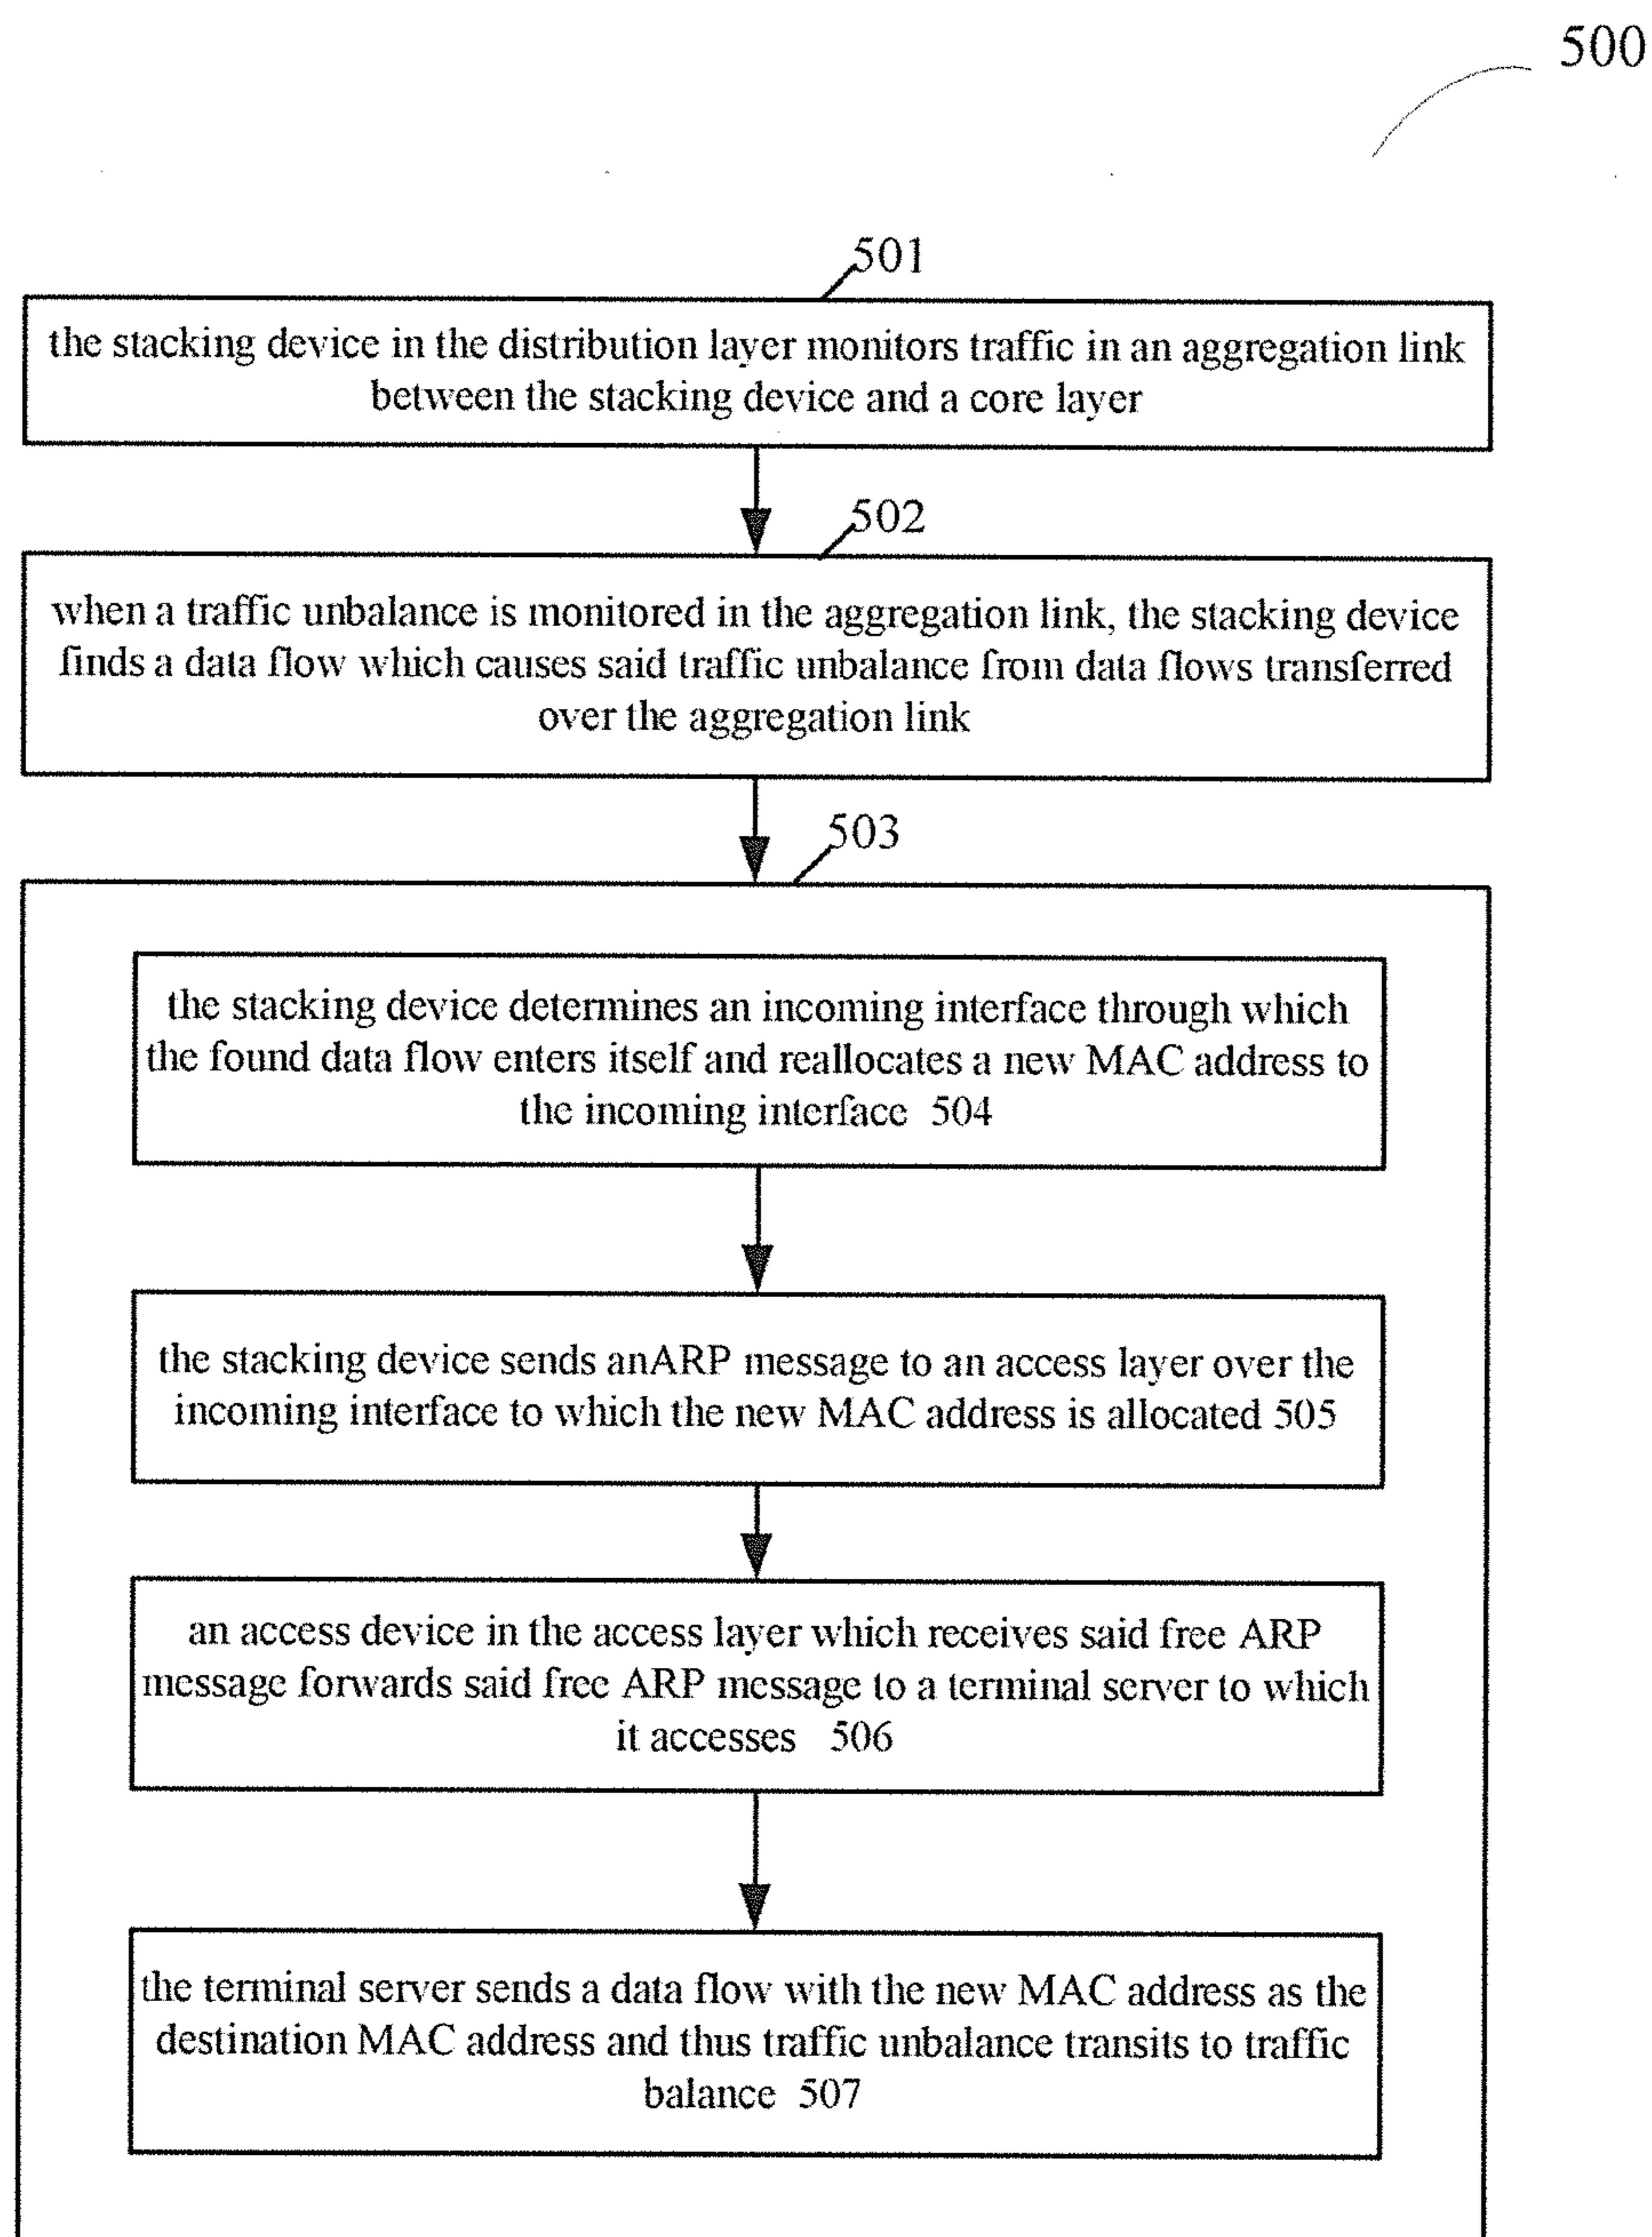 500
501
the stacking device in the distribution layer monitors traffic in an aggregation link
between the stacking device and a core layer
502
when a traffic unbalance is monitored in the aggregation link, the stacking device
finds a data flow which causes said traffic unbalance from data flows transferred
over the aggregation link
503
the stacking device determines an incoming interface through which
the found data flow enters itself and reallocates a new MAC address to
the incoming interface 504
the stacking device sends anARP message to an access layer over the
incoming interface to which the new MAC address is allocated 505
an access device in the access layer which receives said free ARP
message forwards said free ARP message to a terminal server to which
it accesses 506
the terminal server sends a data flow with the new MAC address as the
destination MAC address and thus traffic unbalance transits to traffic
balance 507